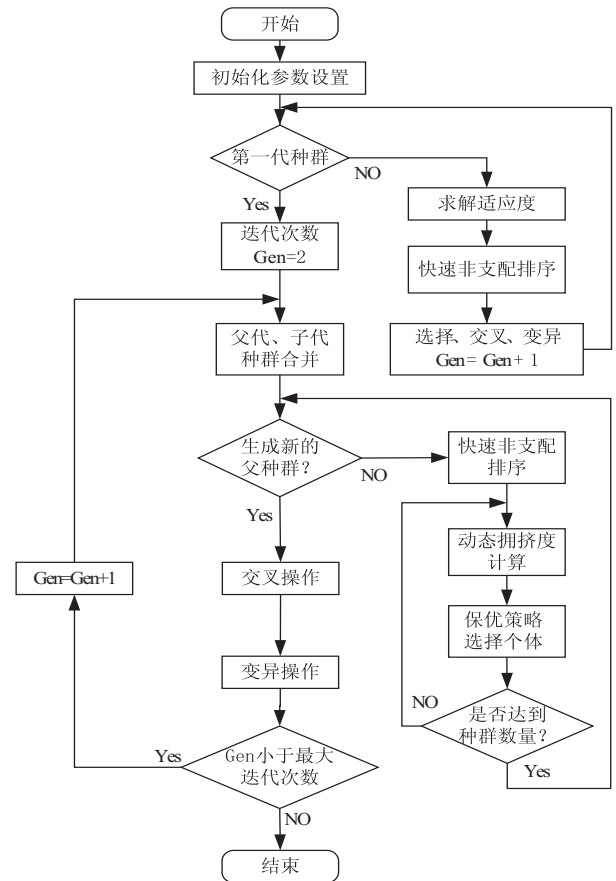 开始
初始化参数设置
第一代种群
NO
Yes
求解适应度
迭代次数
Gen=2
快速非支配排序
选择、交叉、变异
Gen= Gen+ 1
父代、子代
种群合并
生成新的
父种群?
NO
Yes
快速非支配
排序
动态拥挤度
计算
Gen=Gen+1
交叉操作
保优策略
选择个体
变异操作
NO
是否达到
种群数量?
Yes
Yes
Gen小于最大
迭代次数
NO
结束